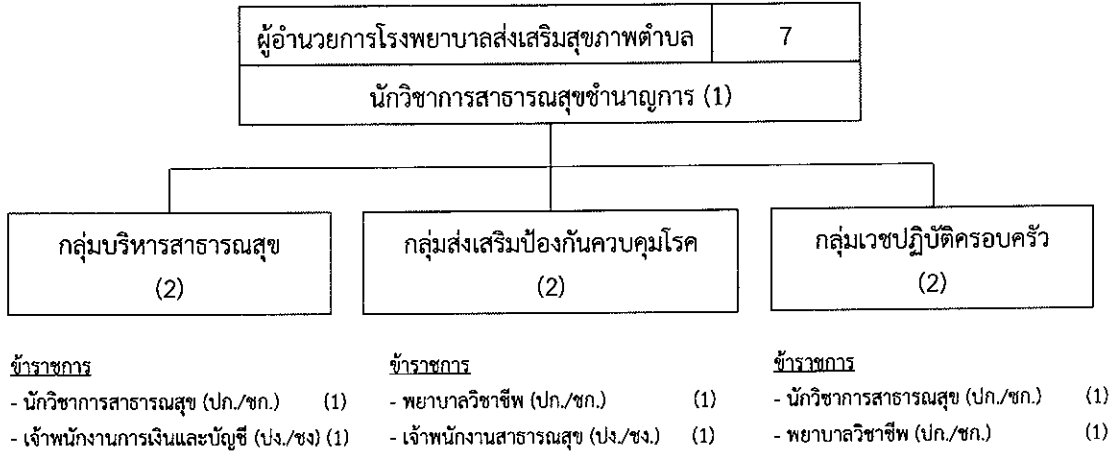 ผู้อำนวยการโรงพยาบาลส่งเสริมสุขภาพตำบล 7
นักวิชาการสาธารณสุขชำนาญการ (1)
กลุ่มบริหารสาธารณสุข
(2)
กลุ่มส่งเสริมป้องกันควบคุมโรค
(2)
กลุ่มเวชปฏิบัติครอบครัว
(2)
ข้าราชการ
- นักวิชาการสาธารณสุข (ปก./ชก.) (1)
- เจ้าพนักงานการเงินและบัญชี (ปง./ชง) (1)
ข้าราชการ
- พยาบาลวิชาชีพ (ปก./ชก.) (1)
- เจ้าพนักงานสาธารณสุข (ปง./ชง.) (1)
ข้าราชการ
- นักวิชาการสาธารณสุข (ปก./ชก.) (1)
- พยาบาลวิชาชีพ (ปก./ชก.) (1)